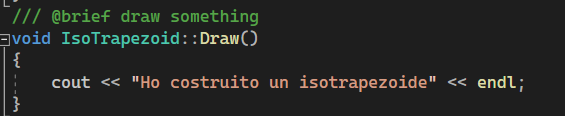 /// @brief draw something
void IsoTrapezoid::Draw()
{
cout << "Ho costruito un isotrapezoide" << endl;
}